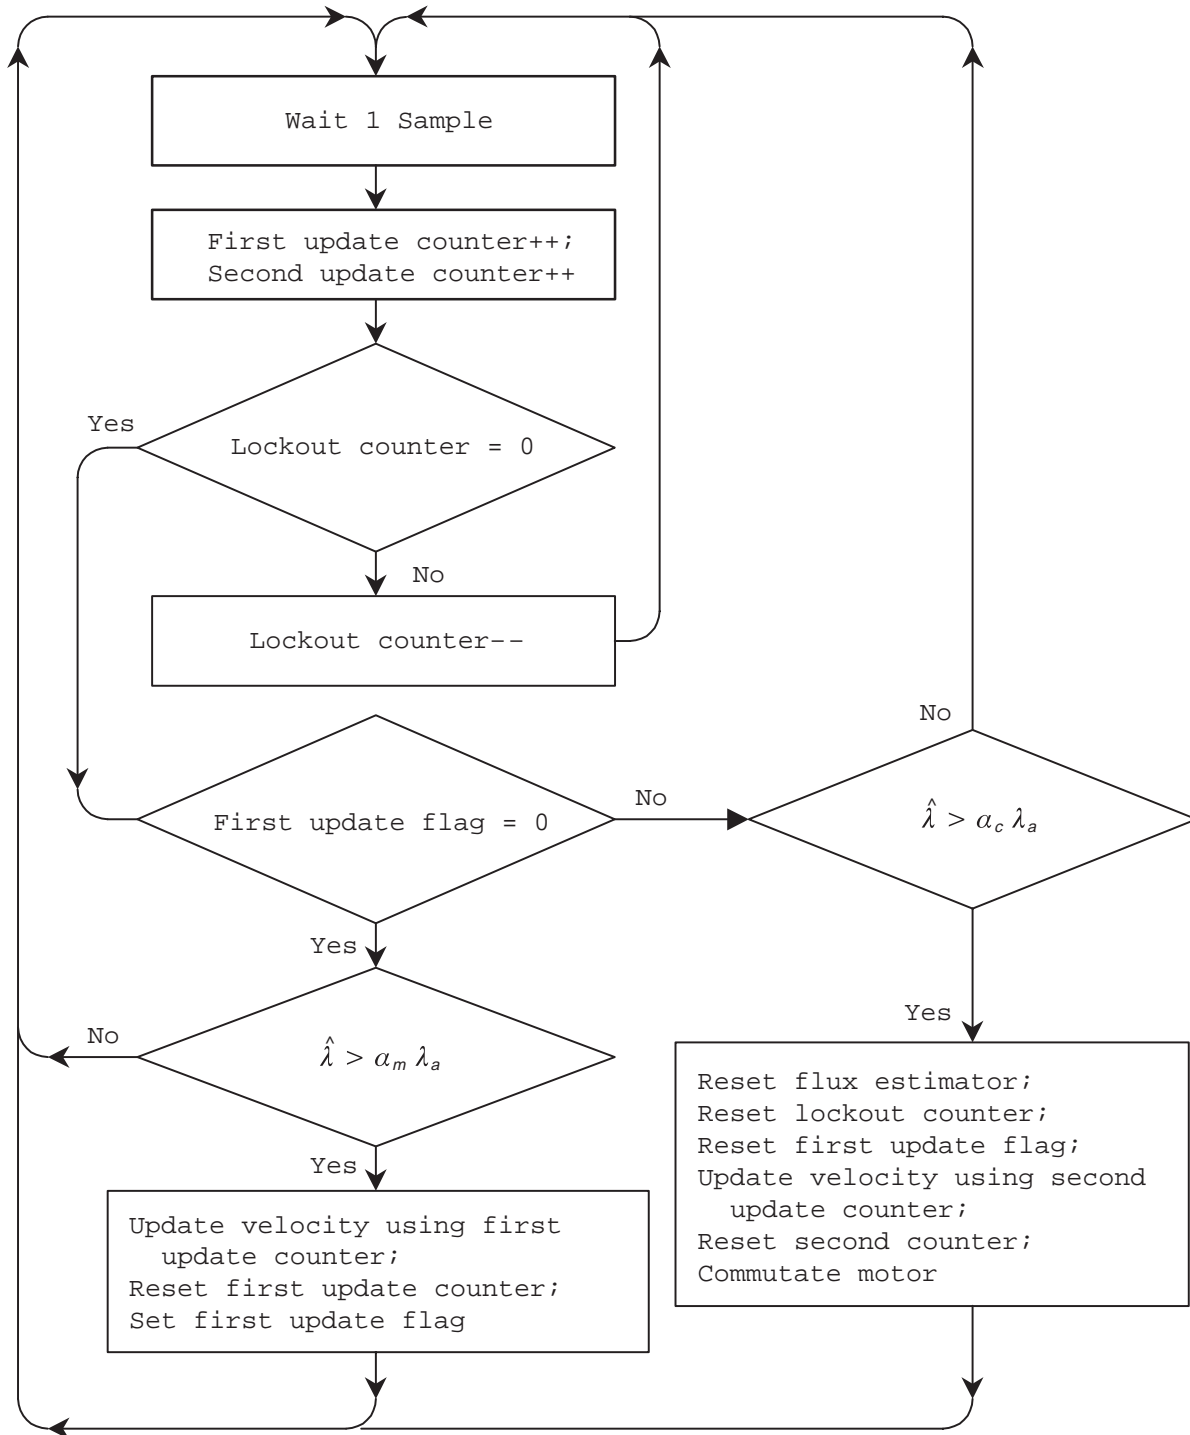 Wait 1 Sample
First update counter++;
Second update counter++
Yes
Lockout counter = 0
No
Lockout counter--
No
First update flag = 0
No
λ̂ > α_c λ_a
Yes
No
λ̂ > α_m λ_a
Yes
Yes
Update velocity using first
update counter;
Reset first update counter;
Set first update flag
Reset flux estimator;
Reset lockout counter;
Reset first update flag;
Update velocity using second
update counter;
Reset second counter;
Commutate motor